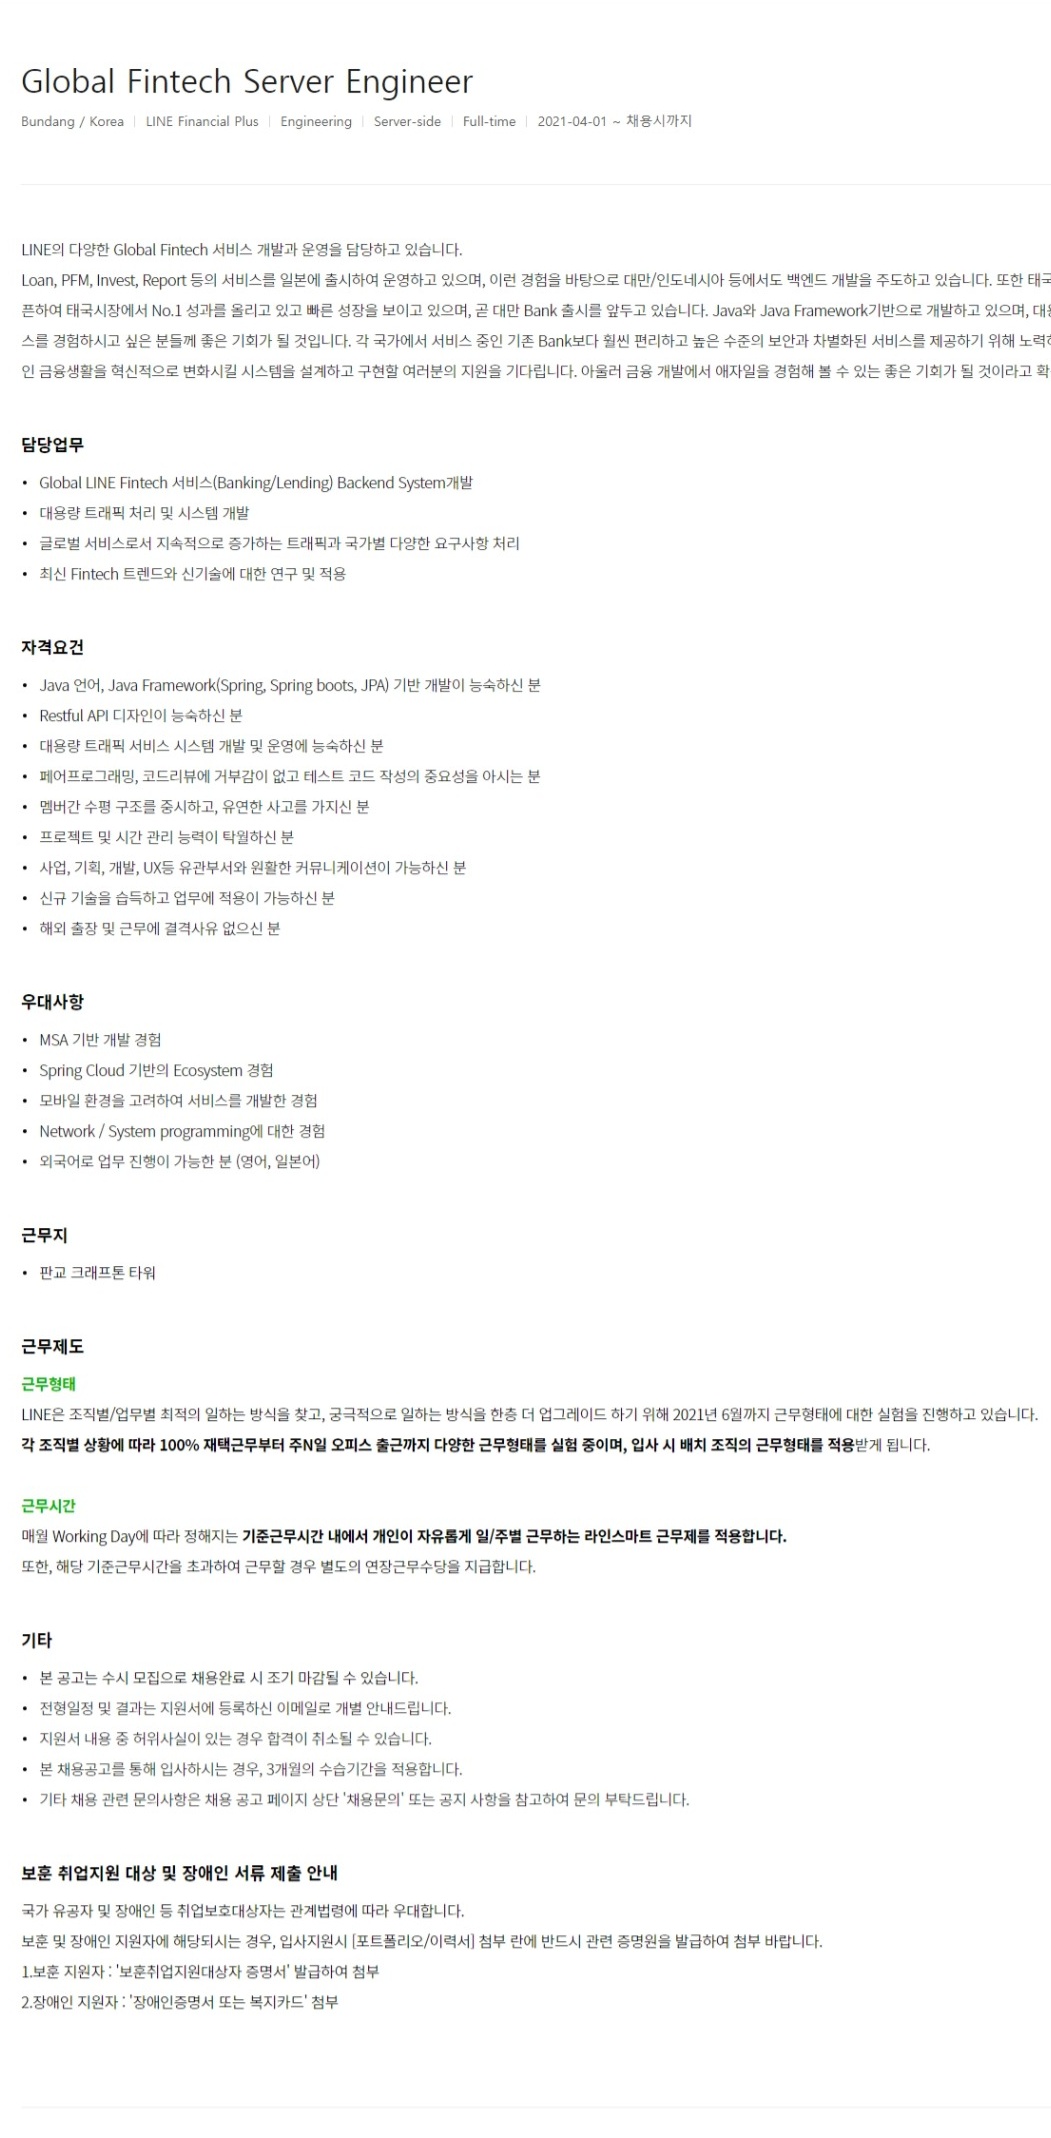 Global Fintech Server Engineer
Bundang / Korea | LINE Financial Plus | Engineering | Server-side | Full-time | 2021-04-01 ~ 채용시까지
LINE의 다양한 Global Fintech 서비스 개발과 운영을 담당하고 있습니다.
Loan, PFM, Invest, Report 등의 서비스를 일본에 출시하여 운영하고 있으며, 이런 경험을 바탕으로 대만/인도네시아 등에서도 백엔드 개발을 주도하고 있습니다. 또한 태국
픈하여 태국시장에서 No.1 성과를 올리고 있고 빠른 성장을 보이고 있으며, 곧 대만 Bank 출시를 앞두고 있습니다. Java와 Java Framework기반으로 개발하고 있으며,
스를 경험하시고 싶은 분들께 좋은 기회가 될 것입니다. 각 국가에서 서비스 중인 기존 Bank보다 훨씬 편리하고 높은 수준의 보안과 차별화된 서비스를 제공하기 위해
인 금융생활을 혁신적으로 변화시킬 시스템을 설계하고 구현할 여러분의 지원을 기다립니다. 아울러 금융 개발에서 애자일을 경험해 볼 수 있는 좋은 기회가 될 것이라고
담당업무
• Global LINE Fintech 서비스(Banking/Lending) Backend System개발
• 대용량 트래픽 처리 및 시스템 개발
• 글로벌 서비스로서 지속적으로 증가하는 트래픽과 국가별 다양한 요구사항 처리
• 최신 Fintech 트렌드와 신기술에 대한 연구 및 적용
자격요건
• Java 언어, Java Framework(Spring, Spring boots, JPA) 기반 개발이 능숙하신 분
• Restful API 디자인이 능숙하신 분
• 대용량 트래픽 서비스 시스템 개발 및 운영에 능숙하신 분
• 페어프로그래밍, 코드리뷰에 거부감이 없고 테스트 코드 작성의 중요성을 아시는 분
• 멤버간 수평 구조를 중시하고, 유연한 사고를 가지신 분
• 프로젝트 및 시간 관리 능력이 탁월하신 분
• 사업, 기획, 개발, UX등 유관부서와 원활한 커뮤니케이션이 가능하신 분
• 신규 기술을 습득하고 업무에 적용이 가능하신 분
• 해외 출장 및 근무에 결격사유 없으신 분
우대사항
• MSA 기반 개발 경험
• Spring Cloud 기반의 Ecosystem 경험
• 모바일 환경을 고려하여 서비스를 개발한 경험
• Network / System programming에 대한 경험
• 외국어로 업무 진행이 가능한 분 (영어, 일본어)
근무지
• 판교 크래프톤 타워
근무제도
근무형태
LINE은 조직별/업무별 최적의 일하는 방식을 찾고, 궁극적으로 일하는 방식을 한층 더 업그레이드 하기 위해 2021년 6월까지 근무형태에 대한 실험을 진행하고 있습니다.
각 조직별 상황에 따라 100% 재택근무부터 주N일 오피스 출근까지 다양한 근무형태를 실험 중이며, 입사 시 배치 조직의 근무형태를 적용받게 됩니다.
근무시간
매월 Working Day에 따라 정해지는 기준근무시간 내에서 개인이 자유롭게 일/주별 근무하는 라인스마트 근무제를 적용합니다.
또한, 해당 기준근무시간을 초과하여 근무할 경우 별도의 연장근무수당을 지급합니다.
기타
• 본 공고는 수시 모집으로 채용완료 시 조기 마감될 수 있습니다.
• 전형일정 및 결과는 지원서에 등록하신 이메일로 개별 안내드립니다.
• 지원서 내용 중 허위사실이 있는 경우 합격이 취소될 수 있습니다.
• 본 채용공고를 통해 입사하시는 경우, 3개월의 수습기간을 적용합니다.
• 기타 채용 관련 문의사항은 채용 공고 페이지 상단 '채용문의' 또는 공지 사항을 참고하여 문의 부탁드립니다.
보훈 취업지원 대상 및 장애인 서류 제출 안내
국가 유공자 및 장애인 등 취업보호대상자는 관계법령에 따라 우대합니다.
보훈 및 장애인 지원자에 해당되시는 경우, 입사지원시 [포트폴리오/이력서] 첨부 란에 반드시 관련 증명원을 발급하여 첨부 바랍니다.
1.보훈 지원자 : '보훈취업지원대상자 증명서' 발급하여 첨부
2.장애인 지원자 : '장애인증명서 또는 복지카드' 첨부